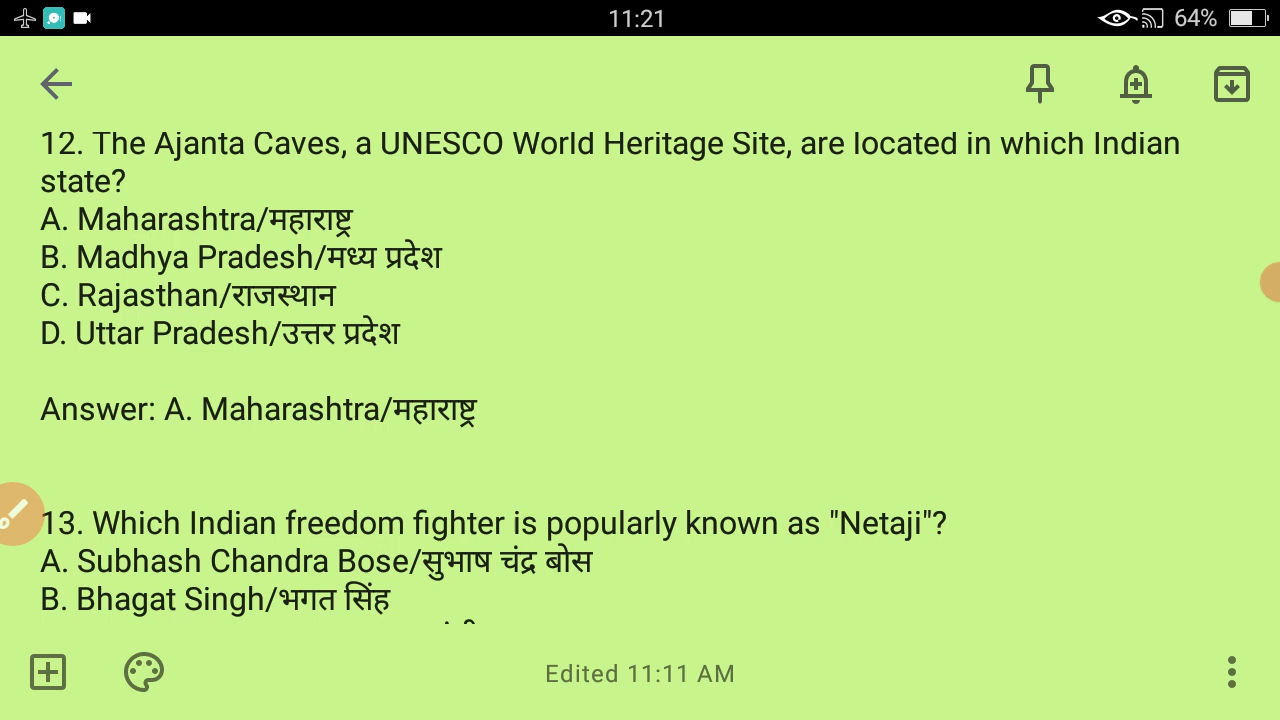 11:21
64%
12. The Ajanta Caves, a UNESCO World Heritage Site, are located in which Indian
state?
A. Maharashtra/महाराष्ट्र
B. Madhya Pradesh/मध्य प्रदेश
C. Rajasthan/राजस्थान
D. Uttar Pradesh/उत्तर प्रदेश
Answer: A. Maharashtra/महाराष्ट्र
13. Which Indian freedom fighter is popularly known as "Netaji"?
A. Subhash Chandra Bose/सुभाष चंद्र बोस
B. Bhagat Singh/भगत सिंह
Edited 11:11 AM